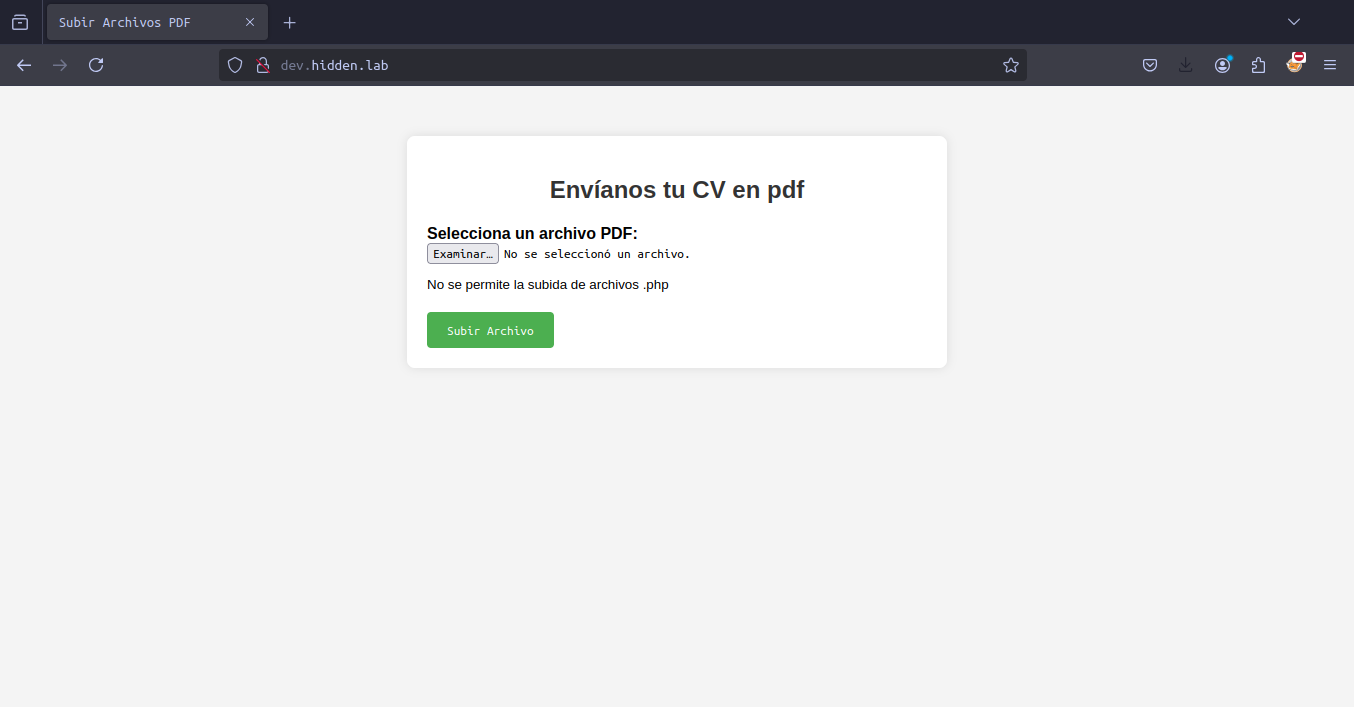 Subir Archivos PDF
dev.hidden.lab
Envíanos tu CV en pdf
Selecciona un archivo PDF:
Examinar… No se seleccionó un archivo.
No se permite la subida de archivos .php
Subir Archivo